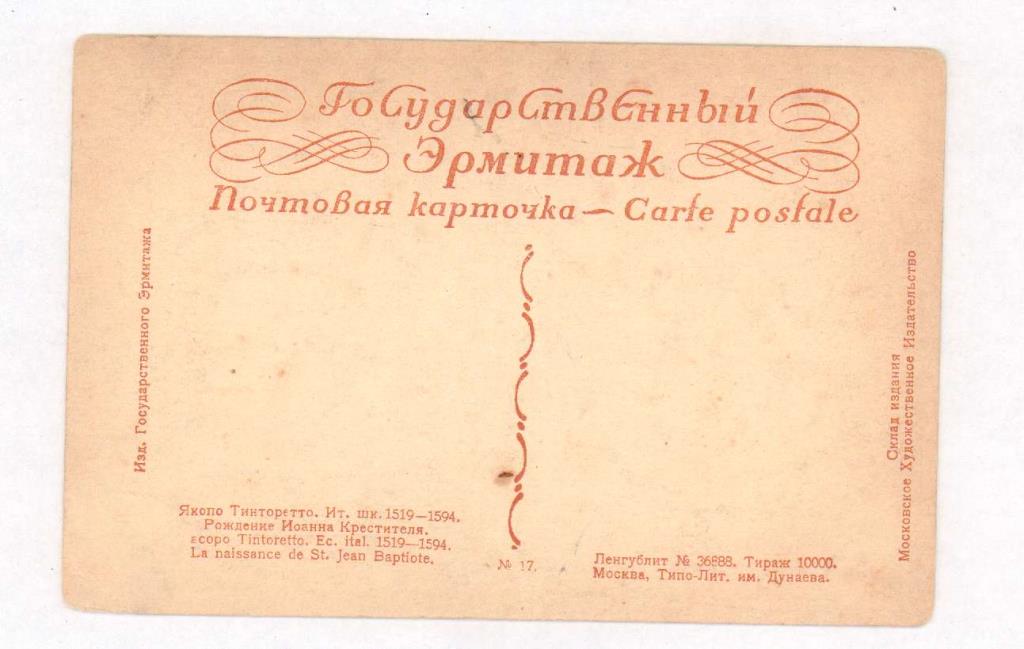 Государственный
Эрмитаж
Почтовая карточка — Carte postale
Изд. Государственного Эрмитажа
Склад издания
Московское Художественное Издательство
Якопо Тинторетто. Ит. шк. 1519—1594.
Рождение Иоанна Крестителя.
acopo Tintoretto. Ec. ital. 1519—1594.
La naissance de St. Jean Baptiote.
№ 17.
Ленгублит № 36888. Тираж 10000.
Москва, Типо-Лит. им. Дунаева.